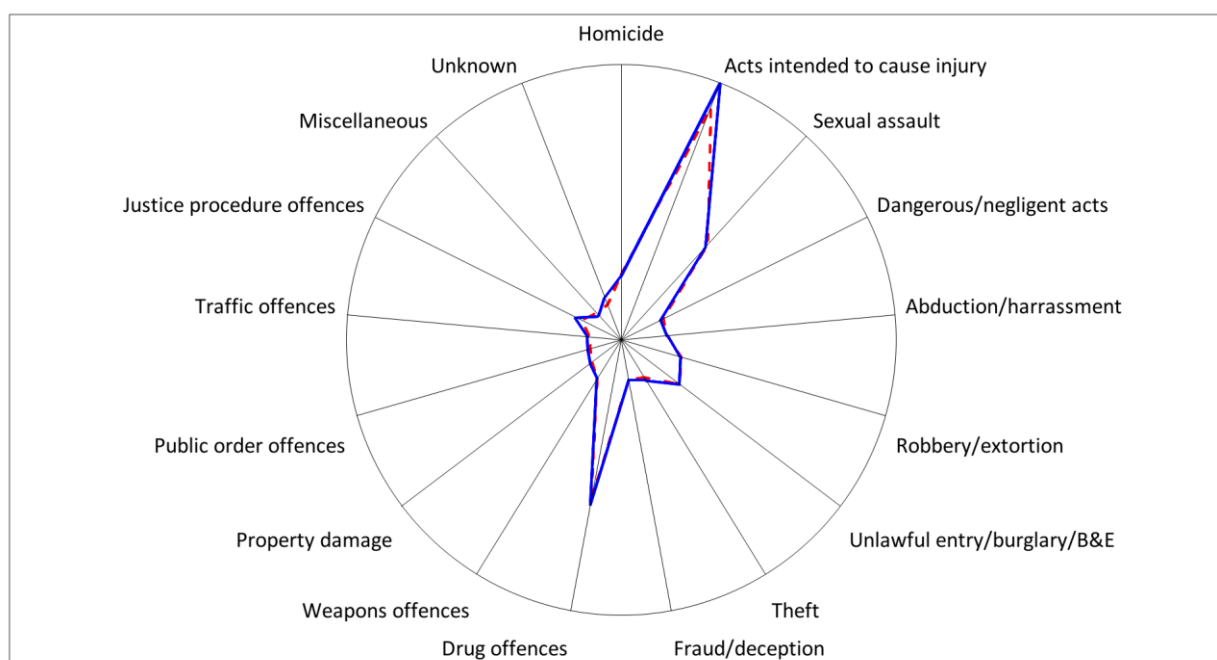 Homicide
Acts intended to cause injury
Sexual assault
Dangerous/negligent acts
Abduction/harrassment
Robbery/extortion
Unlawful entry/burglary/B&E
Theft
Fraud/deception
Drug offences
Weapons offences
Property damage
Public order offences
Traffic offences
Justice procedure offences
Miscellaneous
Unknown